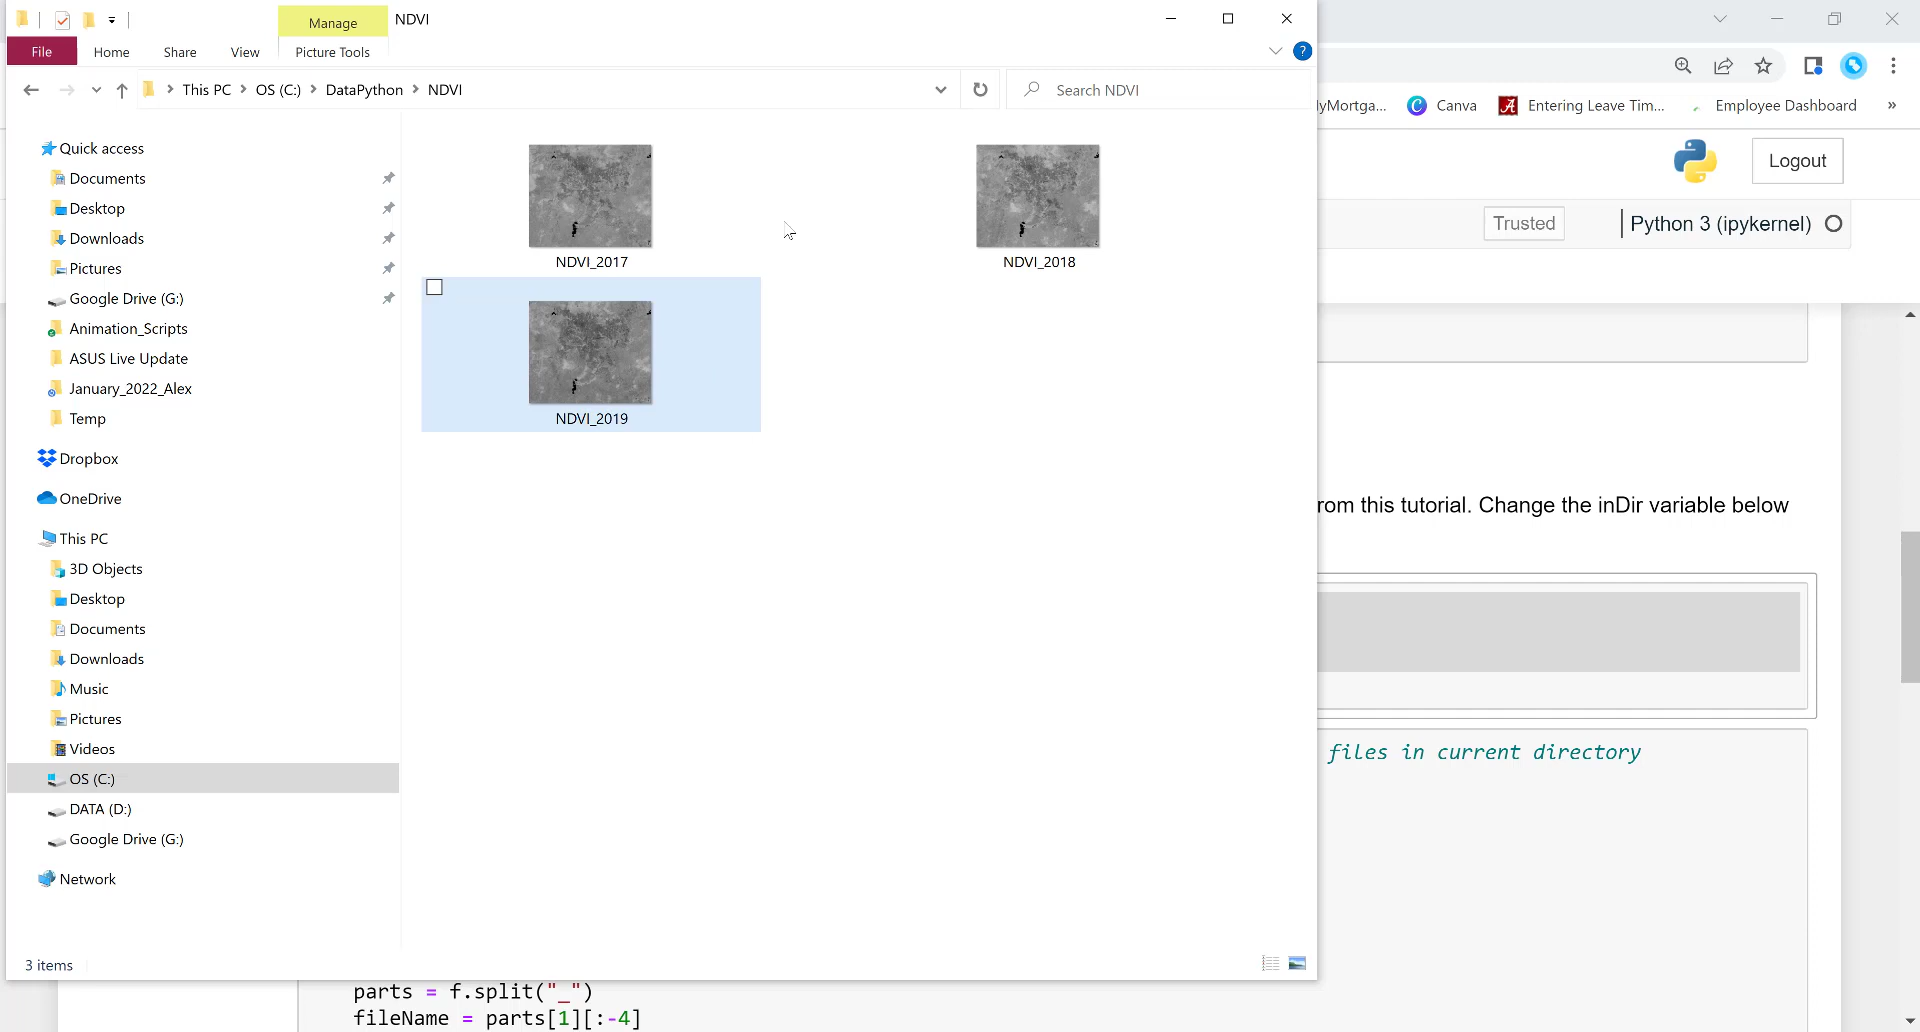 NDVI
Manage
File
Home
Share
View
Picture Tools
?
This PC > OS (C:) > DataPython > NDVI
Search NDVI
Quick access
Documents
Desktop
Downloads
Pictures
Google Drive (G:)
Animation_Scripts
ASUS Live Update
January_2022_Alex
Temp
Dropbox
OneDrive
This PC
3D Objects
Desktop
Documents
Downloads
Music
Pictures
Videos
OS (C:)
DATA (D:)
Google Drive (G:)
Network
NDVI_2017
NDVI_2018
NDVI_2019
3 items
Mortga...
Canva
Entering Leave Tim...
Employee Dashboard
»
Logout
Trusted
Python 3 (ipykernel)
this tutorial. Change the inDir variable below
files in current directory
parts = f.split("_")
fileName = parts[1][:-4]